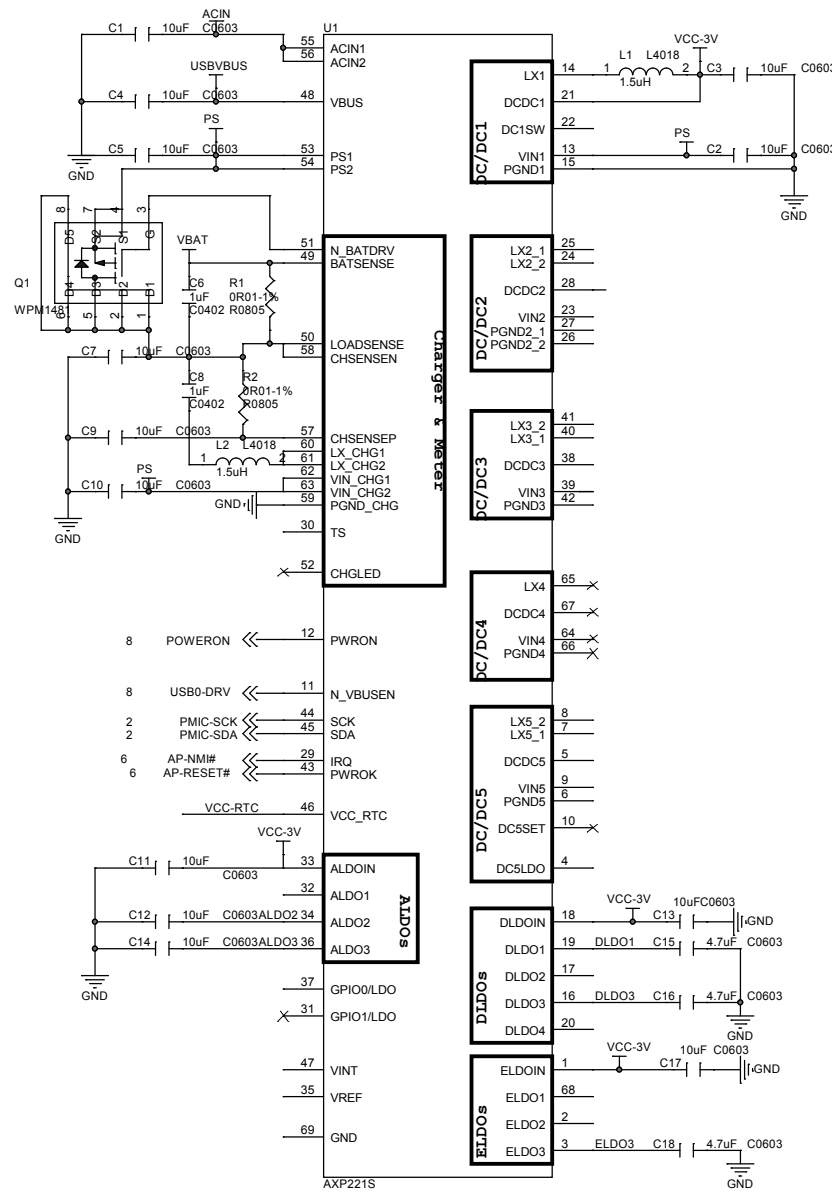 ACIN
C1 10uF C0603
U1
55 ACIN1
56 ACIN2
USBVBUS
C4 10uF C0603
48 VBUS
PS
C5 10uF C0603
53 PS1
54 PS2
GND
8 7 4 3
D5 S2 S1 G
D4 D3 D2 D1
6 5 2 1
Q1
WPM1481
VBAT
51 N_BATDRV
49 BATSENSE
C6
1uF
C0402
R1
0R01-1%
R0805
50 LOADSENSE
58 CHSENSEN
C7 10uF C0603
C8
1uF
C0402
R2
0R01-1%
R0805
C9 10uF C0603
57 CHSENSEP
60 LX_CHG1
61 LX_CHG2
62 VIN_CHG1
63 VIN_CHG2
59 PGND_CHG
L2 L4018
1 2
1.5uH
PS
C10 10uF C0603
GND
GND
30 TS
52 CHGLED
Charger & Meter
8 POWERON
12 PWRON
8 USB0-DRV
11 N_VBUSEN
2 PMIC-SCK
44 SCK
2 PMIC-SDA
45 SDA
6 AP-NMI#
29 IRQ
6 AP-RESET#
43 PWROK
VCC-RTC
46 VCC_RTC
VCC-3V
C11 10uF C0603
33 ALDOIN
32 ALDO1
C12 10uF C0603 ALDO2 34 ALDO2
C14 10uF C0603 ALDO3 36 ALDO3
ALDOs
GND
37 GPIO0/LDO
31 GPIO1/LDO
47 VINT
35 VREF
69 GND
AXP221S
DC/DC1
LX1 14
DCDC1 21
DC1SW 22
VIN1 13
PGND1 15
L1 L4018
1 2
1.5uH
VCC-3V
C3 10uF C0603
PS
C2 10uF C0603
GND
DC/DC2
LX2_1 25
LX2_2 24
DCDC2 28
VIN2 23
PGND2_1 27
PGND2_2 26
DC/DC3
LX3_2 41
LX3_1 40
DCDC3 38
VIN3 39
PGND3 42
DC/DC4
LX4 65
DCDC4 67
VIN4 64
PGND4 66
DC/DC5
LX5_2 8
LX5_1 7
DCDC5 5
VIN5 9
PGND5 6
DC5SET 10
DC5LDO 4
DLDOs
DLDOIN 18
VCC-3V
C13 10uF C0603
GND
DLDO1 19 DLDO1 C15 4.7uF C0603
DLDO2 17
DLDO3 16 DLDO3 C16 4.7uF C0603
DLDO4 20
GND
ELDOs
ELDOIN 1
VCC-3V
C17 10uF C0603
GND
ELDO1 68
ELDO2 2
ELDO3 3 ELDO3 C18 4.7uF C0603
GND